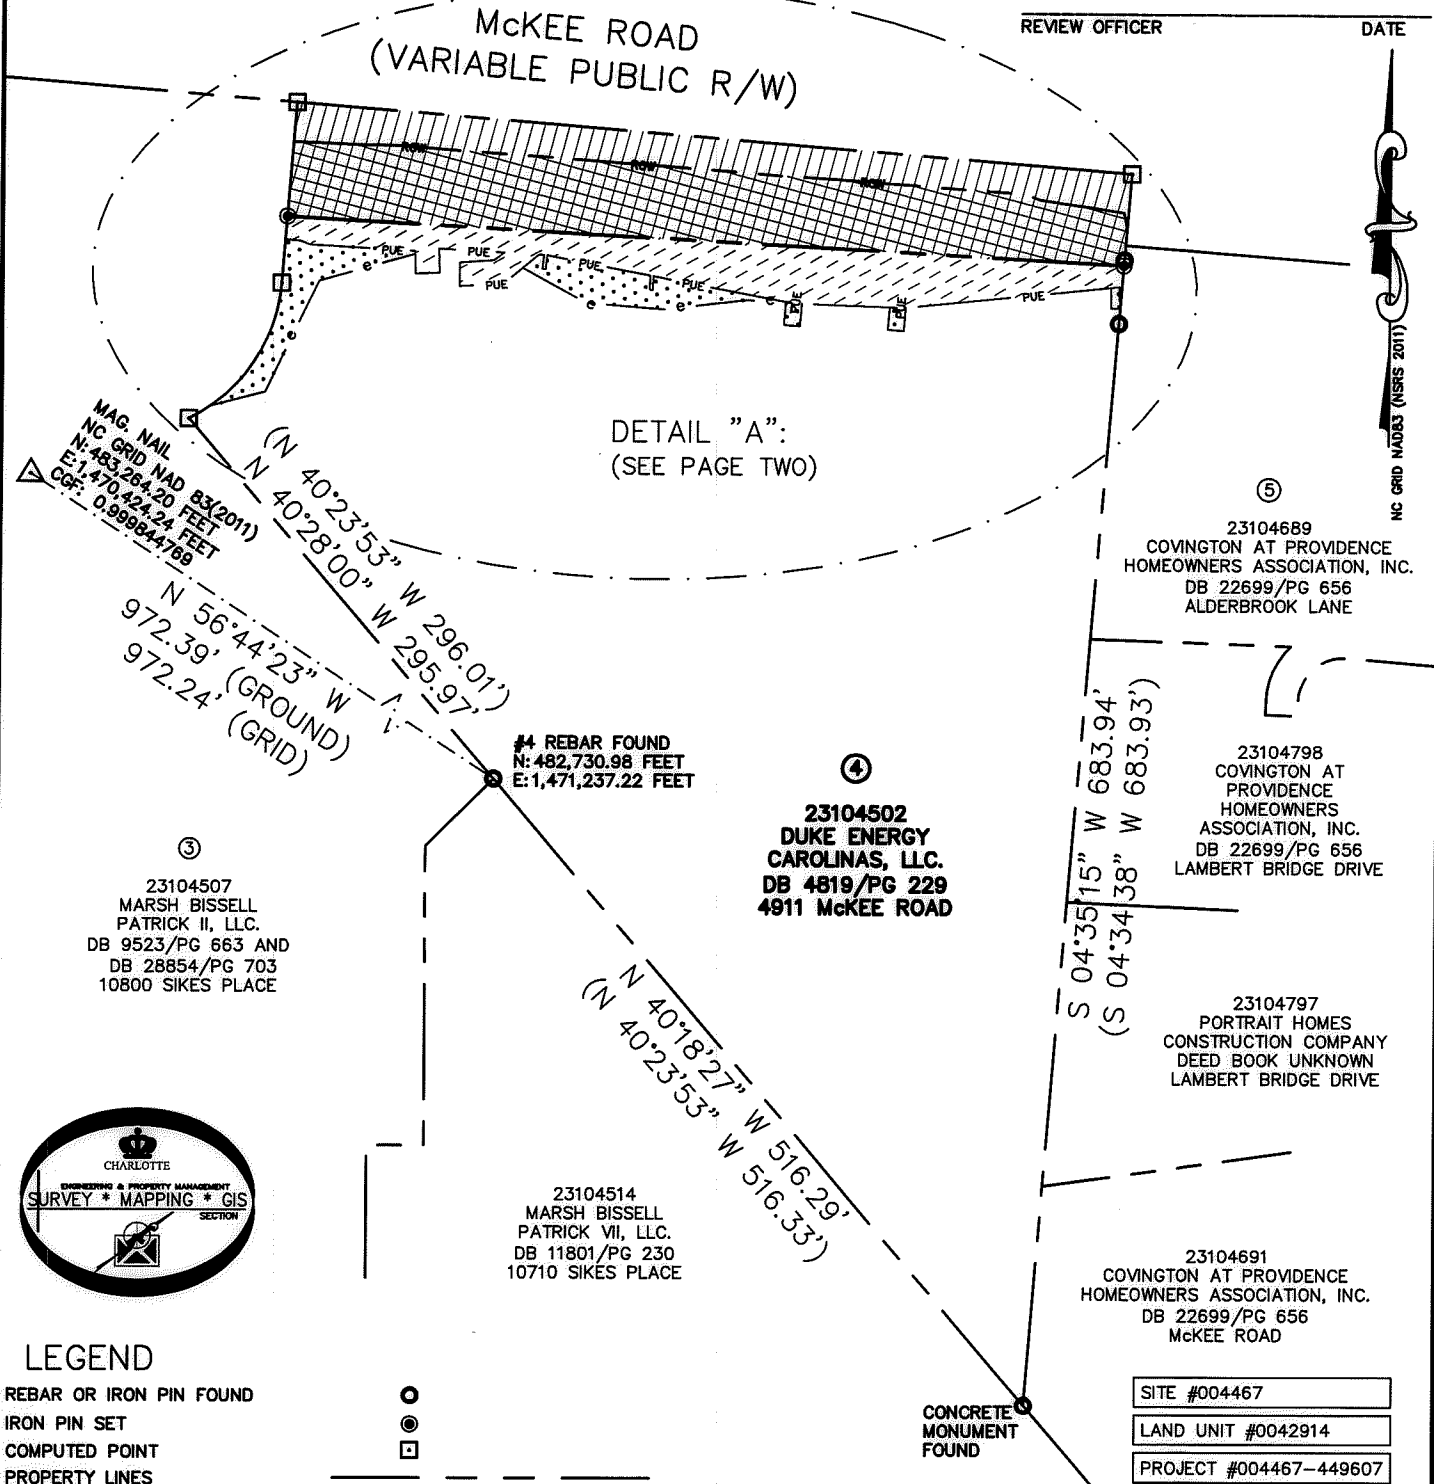 McKEE ROAD
(VARIABLE PUBLIC R/W)
REVIEW OFFICER
DATE
ROW
ROW
ROW
PUE
PUE
PUE
PUE
PUE
PUE
PUE
PUE
e
e
e
e
e
NC GRID NAD83 (NSRS 2011)
DETAIL "A":
(SEE PAGE TWO)
MAG. NAIL
NC GRID NAD 83(2011)
N: 483,264.20 FEET
E:1,470,424.24 FEET
CGF: 0.999844769
(N 40°23'53" W 296.01')
N 40°28'00" W 295.97'
N 56°44'23" W
972.39' (GROUND)
972.24' (GRID)
#4 REBAR FOUND
N: 482,730.98 FEET
E:1,471,237.22 FEET
5
23104689
COVINGTON AT PROVIDENCE
HOMEOWNERS ASSOCIATION, INC.
DB 22699/PG 656
ALDERBROOK LANE
S 04°35'15" W 683.94'
(S 04°34'38" W 683.93')
23104798
COVINGTON AT
PROVIDENCE
HOMEOWNERS
ASSOCIATION, INC.
DB 22699/PG 656
LAMBERT BRIDGE DRIVE
4
23104502
DUKE ENERGY
CAROLINAS, LLC.
DB 4819/PG 229
4911 McKEE ROAD
3
23104507
MARSH BISSELL
PATRICK II, LLC.
DB 9523/PG 663 AND
DB 28854/PG 703
10800 SIKES PLACE
N 40°18'27" W 516.29'
(N 40°23'53" W 516.33')
23104797
PORTRAIT HOMES
CONSTRUCTION COMPANY
DEED BOOK UNKNOWN
LAMBERT BRIDGE DRIVE
CHARLOTTE
ENGINEERING & PROPERTY MANAGEMENT
SURVEY * MAPPING * GIS
SECTION
23104514
MARSH BISSELL
PATRICK VII, LLC.
DB 11801/PG 230
10710 SIKES PLACE
23104691
COVINGTON AT PROVIDENCE
HOMEOWNERS ASSOCIATION, INC.
DB 22699/PG 656
McKEE ROAD
LEGEND
REBAR OR IRON PIN FOUND
IRON PIN SET
COMPUTED POINT
PROPERTY LINES
CONCRETE
MONUMENT
FOUND
SITE #004467
LAND UNIT #0042914
PROJECT #004467-449607